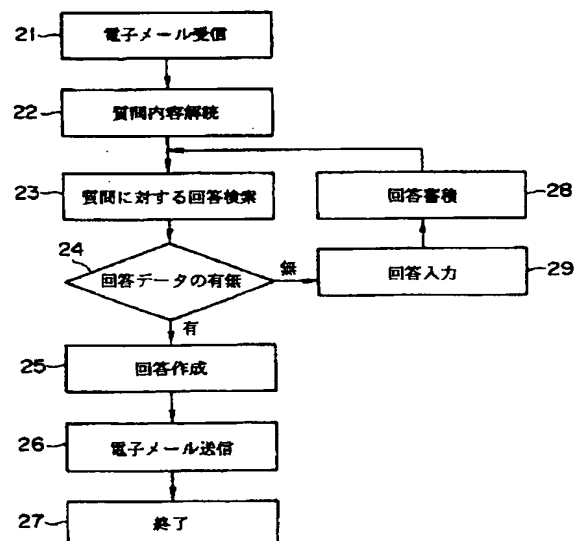 21
電子メール受信
22
質問内容解読
23
質問に対する回答検索
28
回答蓄積
24
回答データの有無
無
回答入力
29
有
25
回答作成
26
電子メール送信
27
終了